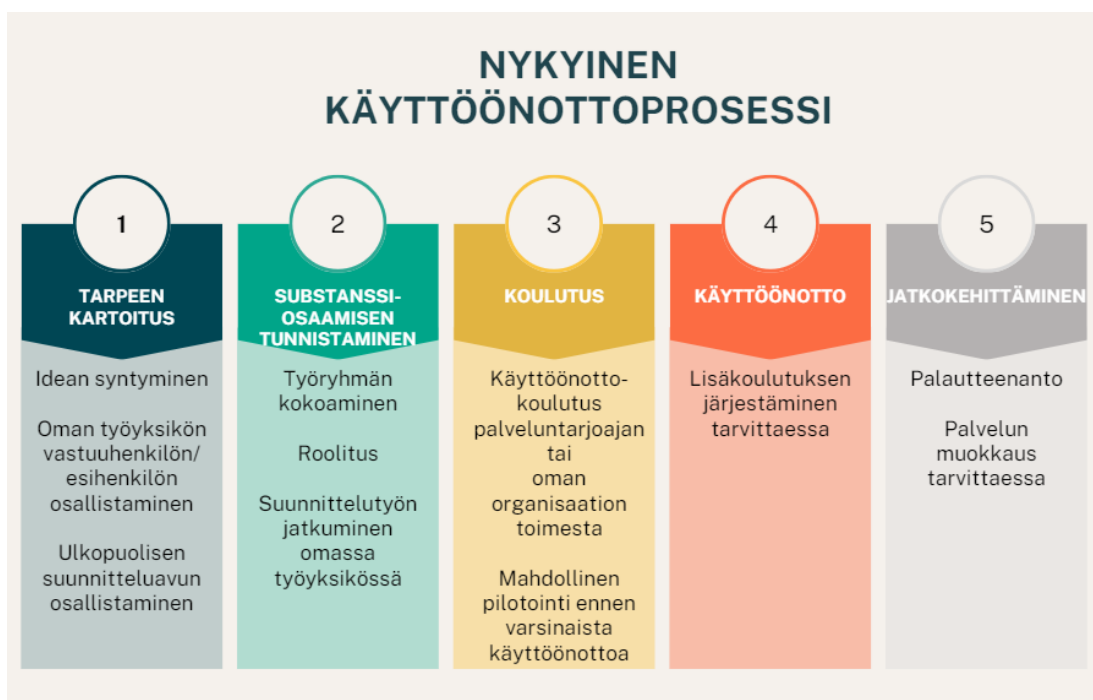 NYKYINEN
KÄYTTÖÖNOTTOPROSESSI
1
TARPEEN
KARTOITUS
Idean syntyminen
Oman työyksikön
vastuuhenkilön/
esihenkilön
osallistaminen
Ulkopuolisen
suunnitteluavun
osallistaminen
2
SUBSTANSSI-
OSAAMISEN
TUNNISTAMINEN
Työryhmän
kokoaminen
Roolitus
Suunnittelutyön
jatkuminen
omassa
työyksikössä
3
KOULUTUS
Käyttöönotto-
koulutus
palveluntarjoajan
tai
oman
organisaation
toimesta
Mahdollinen
pilotointi ennen
varsinaista
käyttöönottoa
4
KÄYTTÖÖNOTTO
Lisäkoulutuksen
järjestäminen
tarvittaessa
5
JATKOKEHITTÄMINEN
Palautteenanto
Palvelun
muokkaus
tarvittaessa